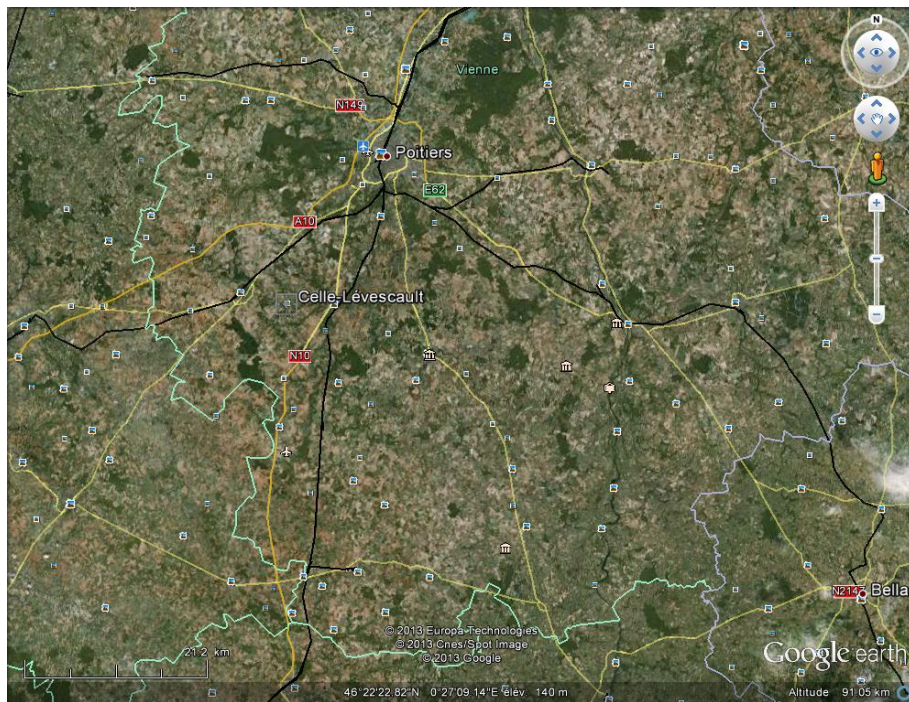 N
Vienne
N149
Poitiers
E62
A10
Celle-Lévescault
N10
N2147
Bella
© 2013 Europa Technologies
© 2013 Cnes/Spot Image
© 2013 Google
21.2 km
Google earth
46°22'22.82"N 0°27'09.14"E élev 140 m
Altitude 91.05 km